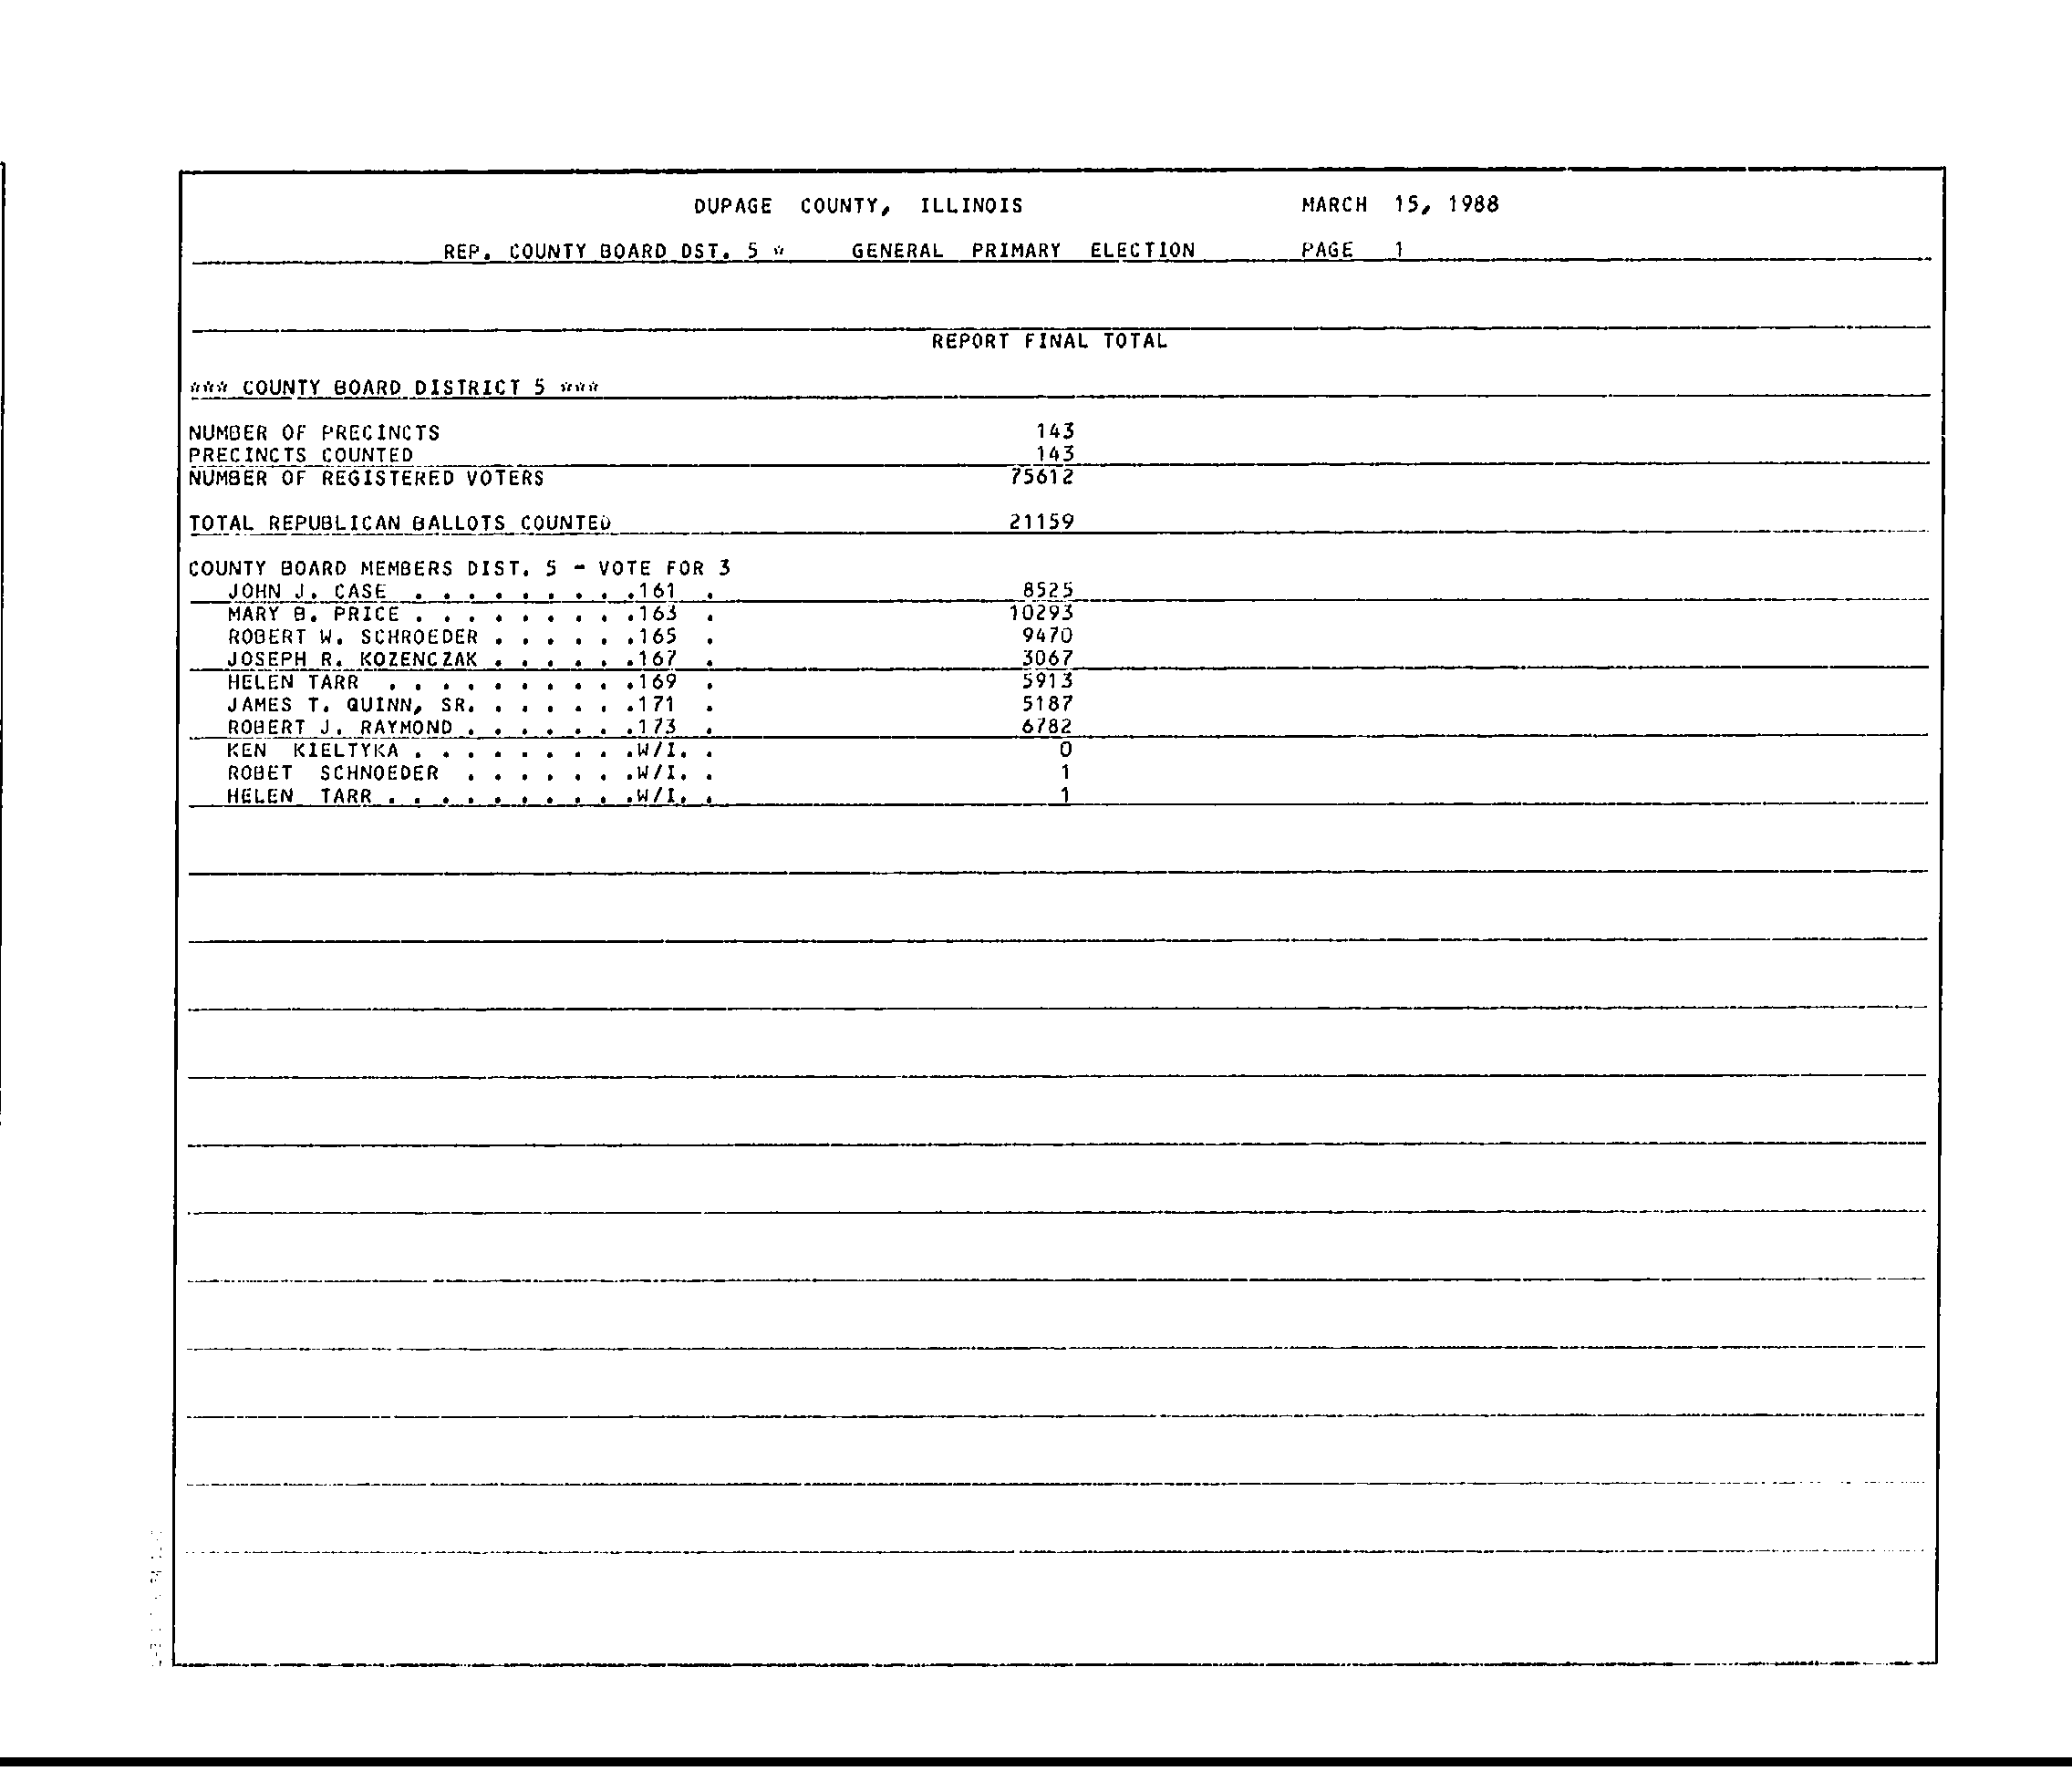 DUPAGE COUNTY, ILLINOIS MARCH 15, 1988
REP. COUNTY BOARD DST. 5 * GENERAL PRIMARY ELECTION PAGE 1
REPORT FINAL TOTAL
*** COUNTY BOARD DISTRICT 5 ***
NUMBER OF PRECINCTS 143
PRECINCTS COUNTED 143
NUMBER OF REGISTERED VOTERS 75612
TOTAL REPUBLICAN BALLOTS COUNTED 21159
COUNTY BOARD MEMBERS DIST. 5 - VOTE FOR 3
JOHN J. CASE . . . . . . . . .161 . 8525
MARY B. PRICE . . . . . . . . .163 . 10293
ROBERT W. SCHROEDER . . . . . .165 . 9470
JOSEPH R. KOZENCZAK . . . . . .167 . 3067
HELEN TARR . . . . . . . . . .169 . 5913
JAMES T. QUINN, SR. . . . . . .171 . 5187
ROBERT J. RAYMOND . . . . . . .173 . 6782
KEN KIELTYKA . . . . . . . . .W/I. . 0
ROBET SCHNOEDER . . . . . . .W/I. . 1
HELEN TARR . . . . . . . . . .W/I. . 1